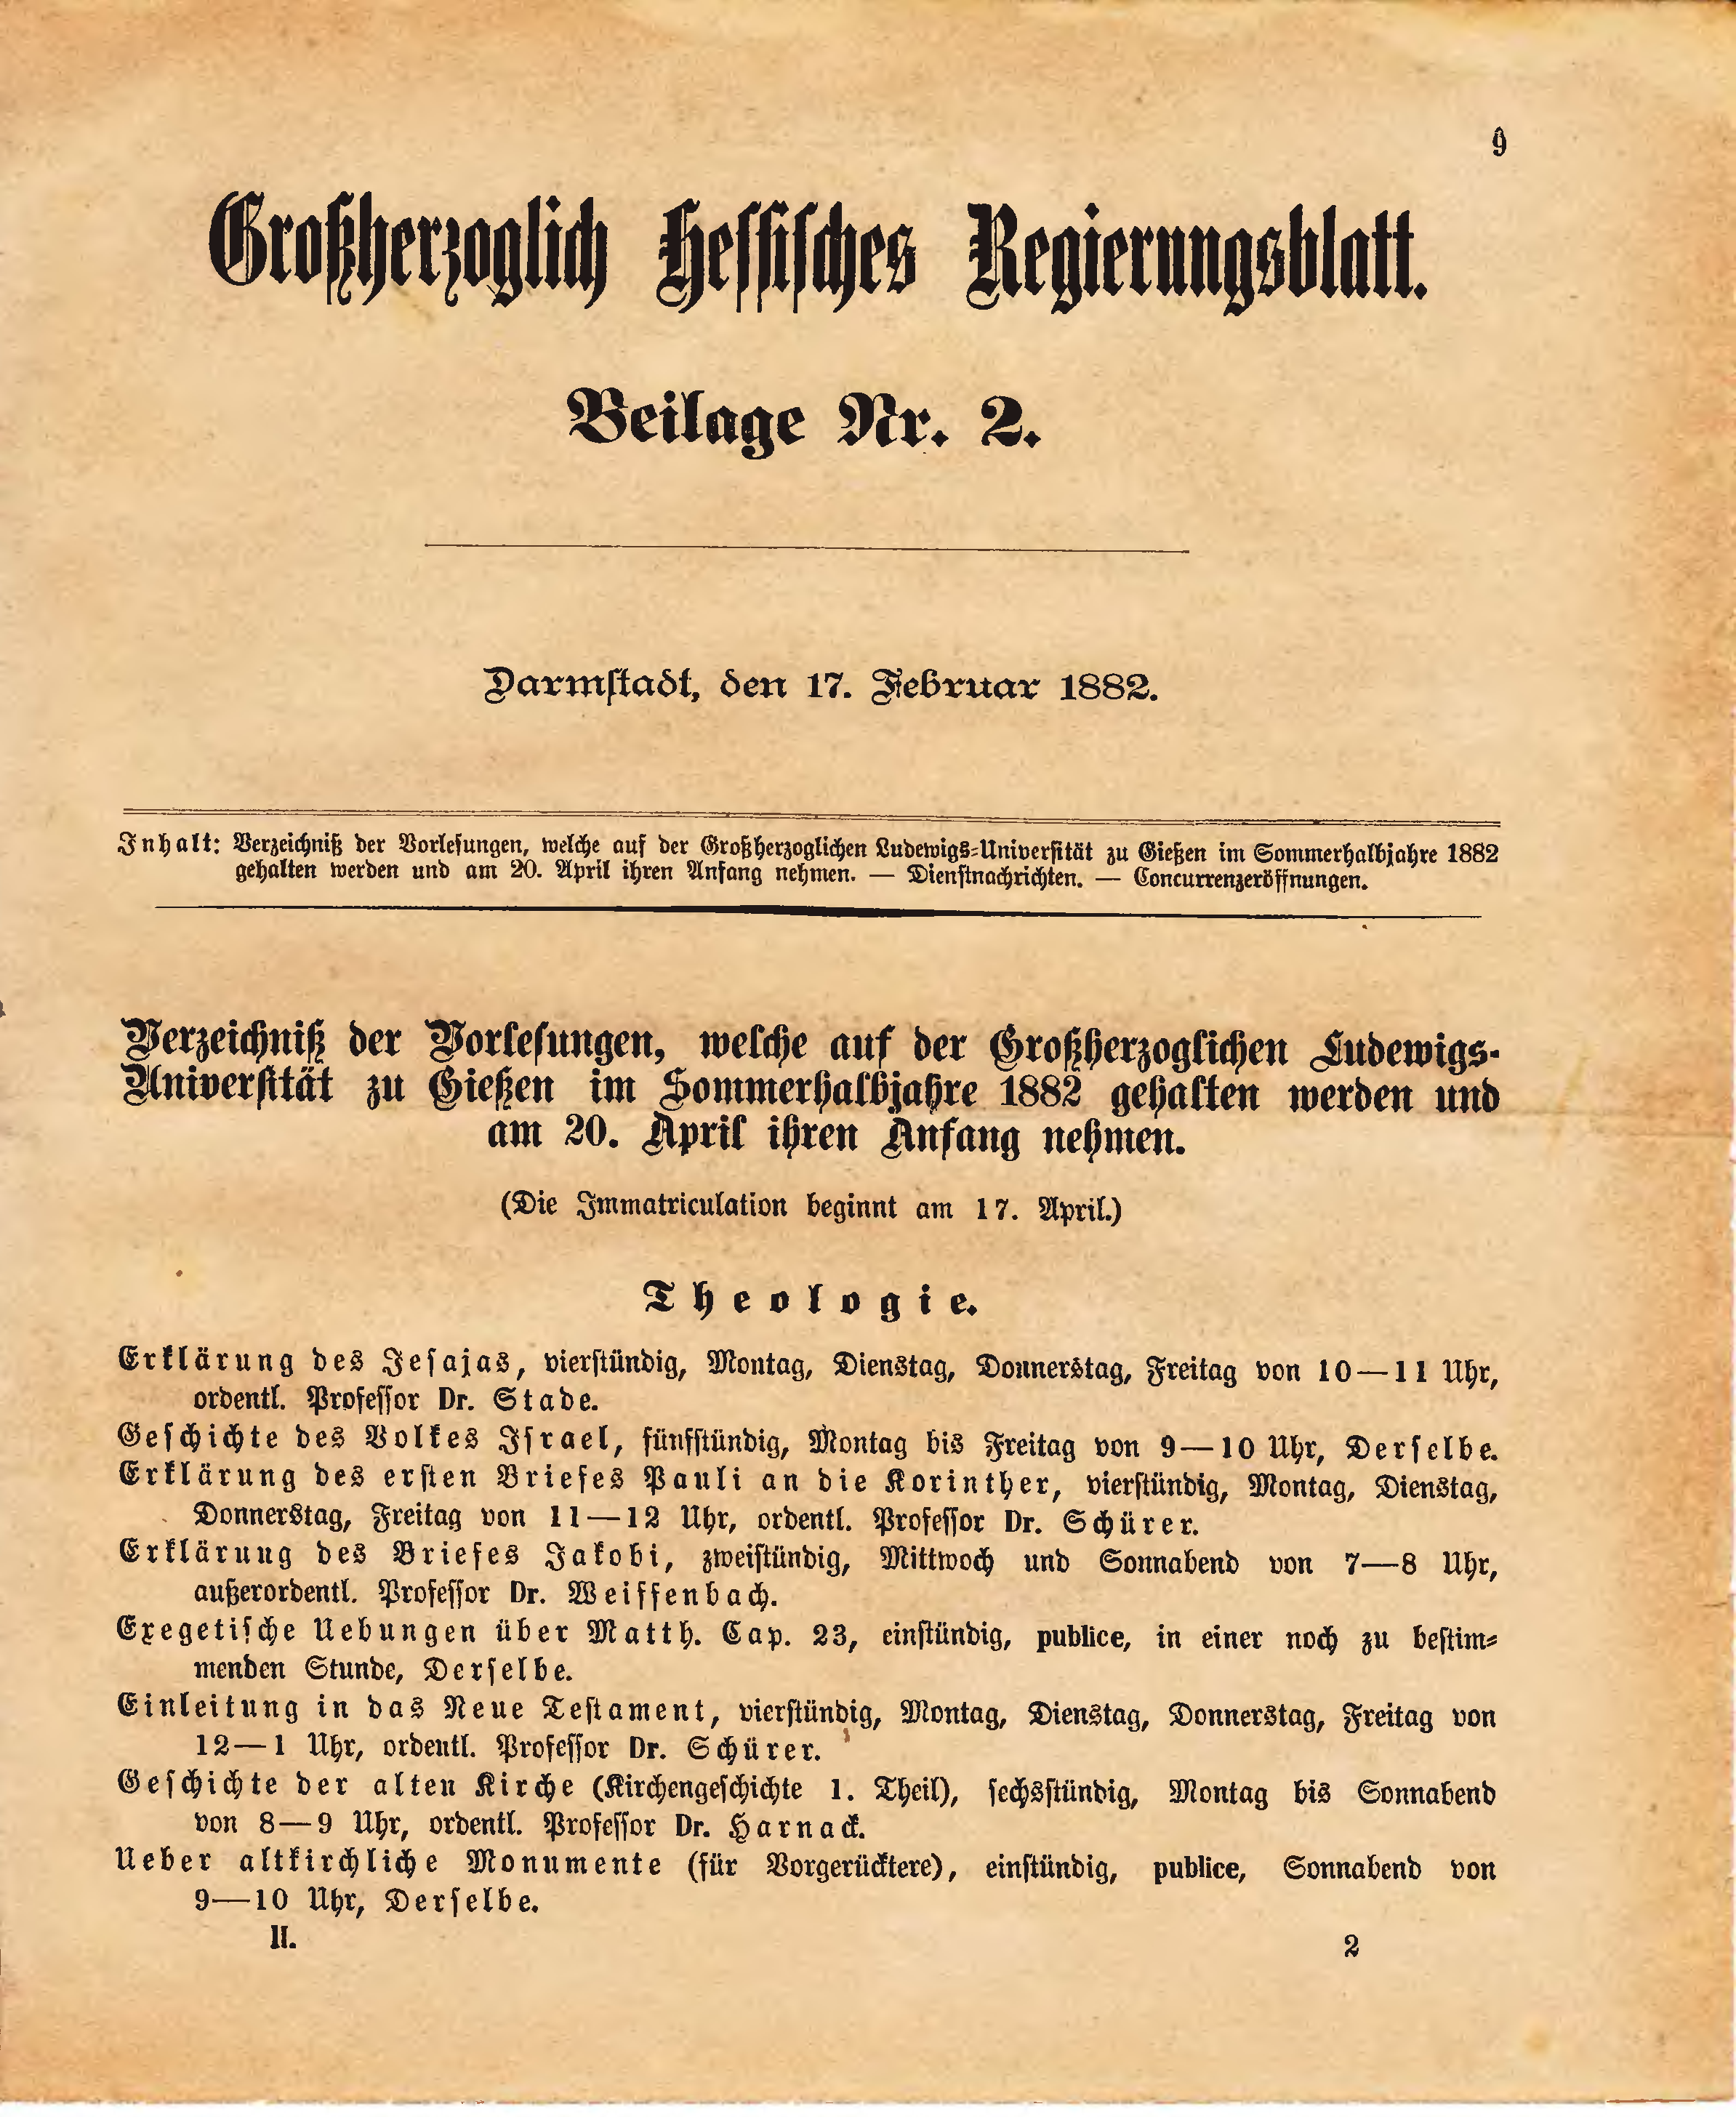 9
Großherzoglich Hessisches Regierungsblatt.
Beilage Nr. 2.
Darmstadt, den 17. Februar 1882.
Inhalt: Verzeichniß der Vorlesungen, welche auf der Großherzoglichen Ludewigs-Universität zu Gießen im Sommerhalbjahre 1882
gehalten werden und am 20. April ihren Anfang nehmen. — Dienstnachrichten. — Concurrenzeröffnungen.
Verzeichniß der Vorlesungen, welche auf der Großherzoglichen Ludewigs-
Universität zu Gießen im Sommerhalbjahre 1882 gehalten werden und
am 20. April ihren Anfang nehmen.
(Die Immatriculation beginnt am 17. April.)
Theologie.
Erklärung des Jesajas, vierstündig, Montag, Dienstag, Donnerstag, Freitag von 10—11 Uhr,
ordentl. Professor Dr. Stade.
Geschichte des Volkes Israel, fünfstündig, Montag bis Freitag von 9—10 Uhr, Derselbe.
Erklärung des ersten Briefes Pauli an die Korinther, vierstündig, Montag, Dienstag,
Donnerstag, Freitag von 11—12 Uhr, ordentl. Professor Dr. Schürer.
Erklärung des Briefes Jakobi, zweistündig, Mittwoch und Sonnabend von 7—8 Uhr,
außerordentl. Professor Dr. Weiffenbach.
Exegetische Uebungen über Matth. Cap. 23, einstündig, publice, in einer noch zu bestim-
menden Stunde, Derselbe.
Einleitung in das Neue Testament, vierstündig, Montag, Dienstag, Donnerstag, Freitag von
12—1 Uhr, ordentl. Professor Dr. Schürer.
Geschichte der alten Kirche (Kirchengeschichte 1. Theil), sechsstündig, Montag bis Sonnabend
von 8—9 Uhr, ordentl. Professor Dr. Harnack.
Ueber altkirchliche Monumente (für Vorgerücktere), einstündig, publice, Sonnabend von
9—10 Uhr, Derselbe.
II. 2